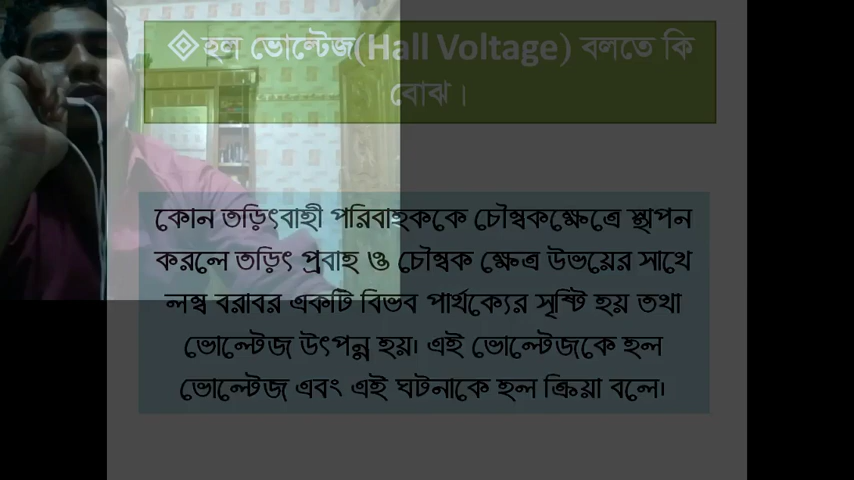 ❖হল ভোল্টেজ(Hall Voltage) বলতে কি
বোঝ।
কোন তড়িৎবাহী পরিবাহককে চৌম্বকক্ষেত্রে স্থাপন
করলে তড়িৎ প্রবাহ ও চৌম্বক ক্ষেত্র উভয়ের সাথে
লম্ব বরাবর একটি বিভব পার্থক্যের সৃষ্টি হয় তথা
ভোল্টেজ উৎপন্ন হয়। এই ভোল্টেজকে হল
ভোল্টেজ এবং এই ঘটনাকে হল ক্রিয়া বলে।